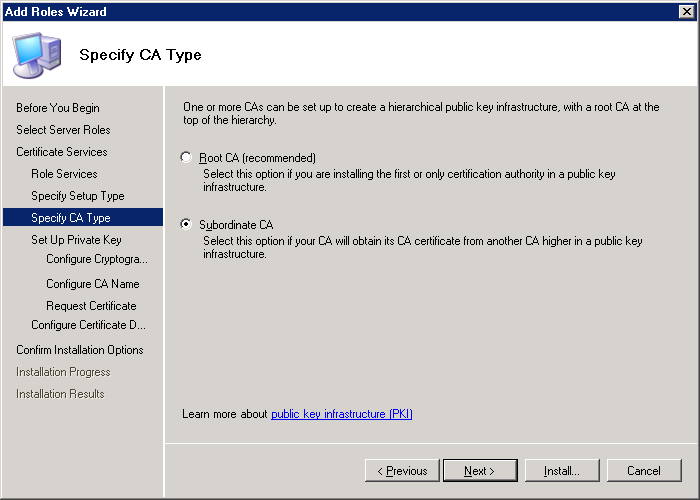 Add Roles Wizard
Specify CA Type
Before You Begin
Select Server Roles
Certificate Services
Role Services
Specify Setup Type
Specify CA Type
Set Up Private Key
Configure Cryptogra...
Configure CA Name
Request Certificate
Configure Certificate D...
Confirm Installation Options
Installation Progress
Installation Results
One or more CAs can be set up to create a hierarchical public key infrastructure, with a root CA at the
top of the hierarchy.
Root CA (recommended)
Select this option if you are installing the first or only certification authority in a public key
infrastructure.
Subordinate CA
Select this option if your CA will obtain its CA certificate from another CA higher in a public key
infrastructure.
Learn more about public key infrastructure (PKI)
< Previous
Next >
Install...
Cancel